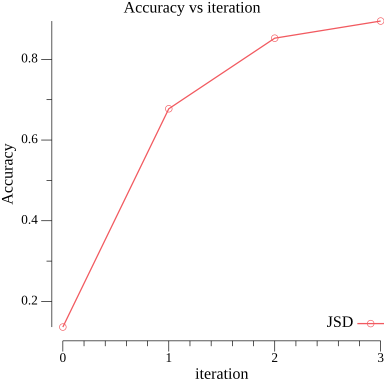 Accuracy vs iteration
Accuracy
0.8
0.6
0.4
0.2
JSD
0 1 2 3
iteration